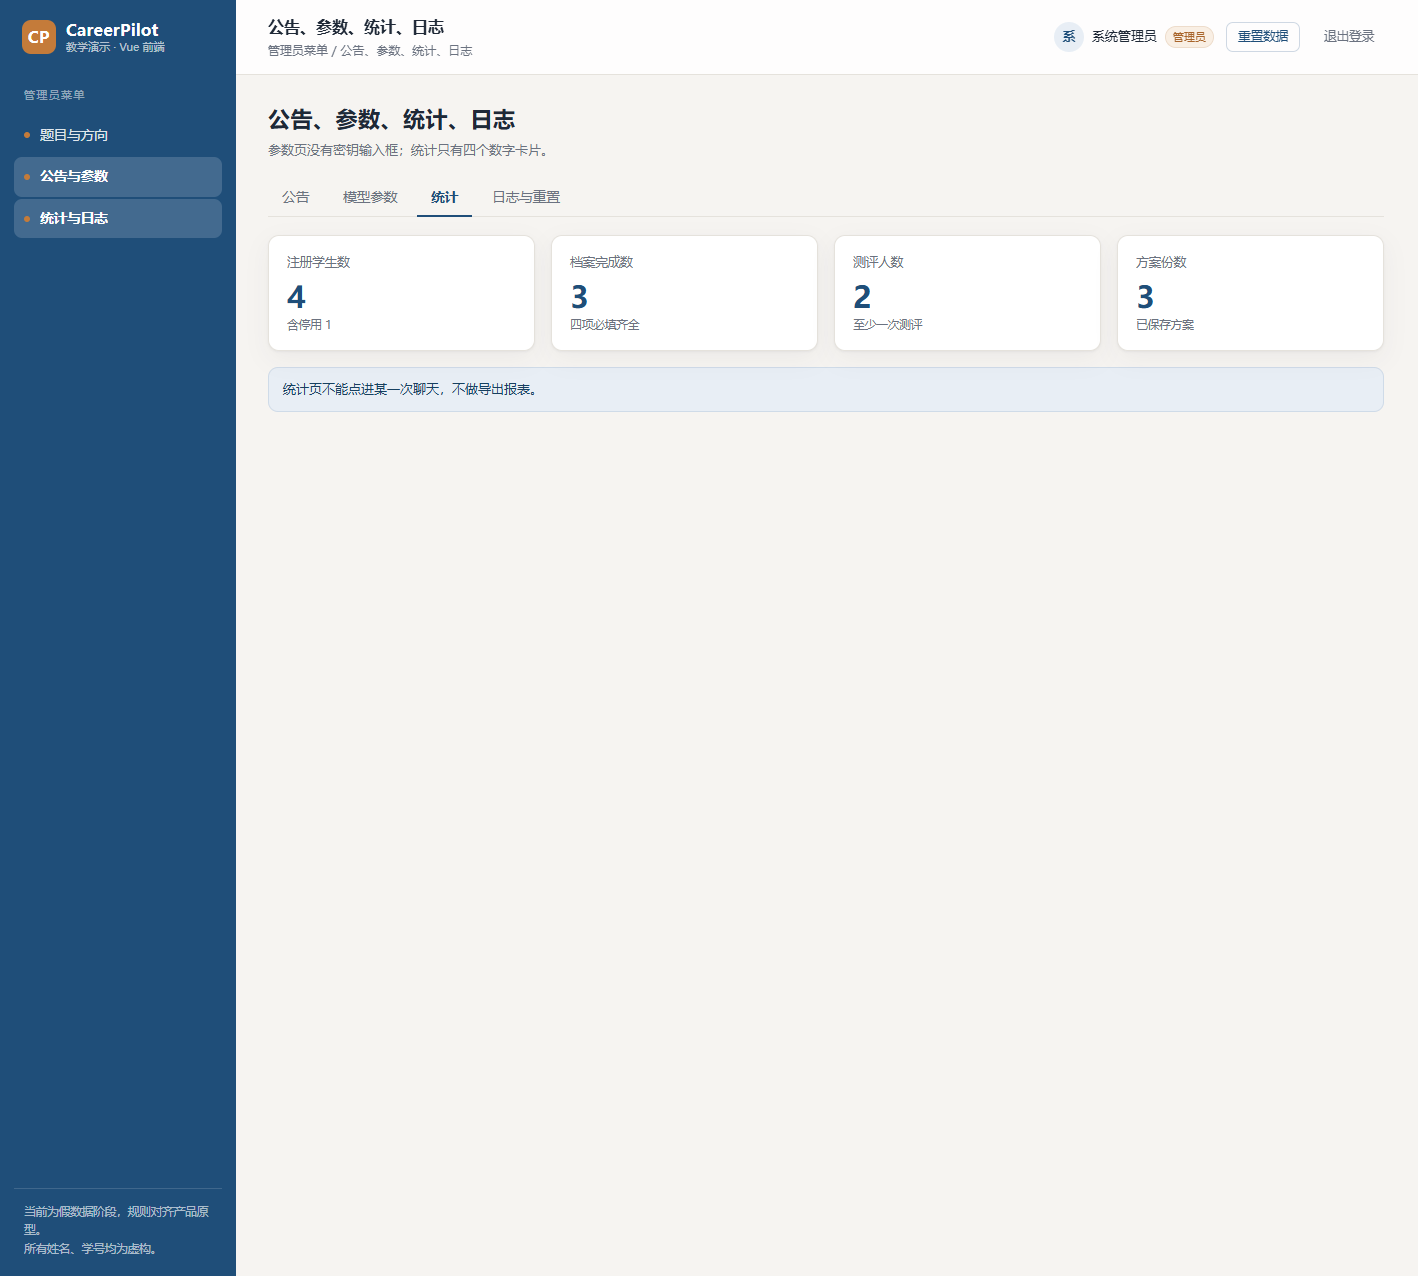 CP
CareerPilot
教学演示 · Vue 前端
管理员菜单
题目与方向
公告与参数
统计与日志
当前为假数据阶段，规则对齐产品原
型。
所有姓名、学号均为虚构。
公告、参数、统计、日志
管理员菜单 / 公告、参数、统计、日志
系
系统管理员
管理员
重置数据
退出登录
公告、参数、统计、日志
参数页没有密钥输入框；统计只有四个数字卡片。
公告
模型参数
统计
日志与重置
注册学生数
4
含停用 1
档案完成数
3
四项必填齐全
测评人数
2
至少一次测评
方案份数
3
已保存方案
统计页不能点进某一次聊天，不做导出报表。